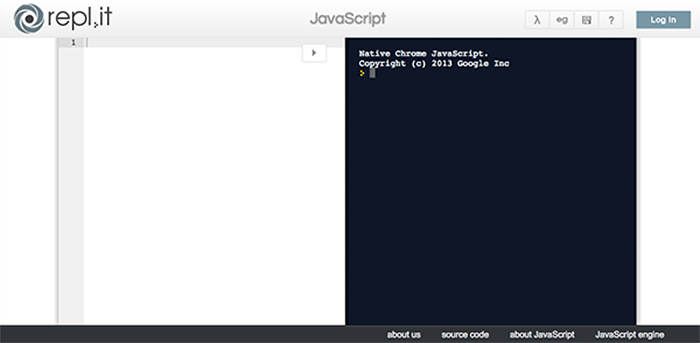 repl.it
JavaScript
λ eg ? Log In
1
Native Chrome JavaScript.
Copyright (c) 2013 Google Inc
>
about us source code about JavaScript JavaScript engine